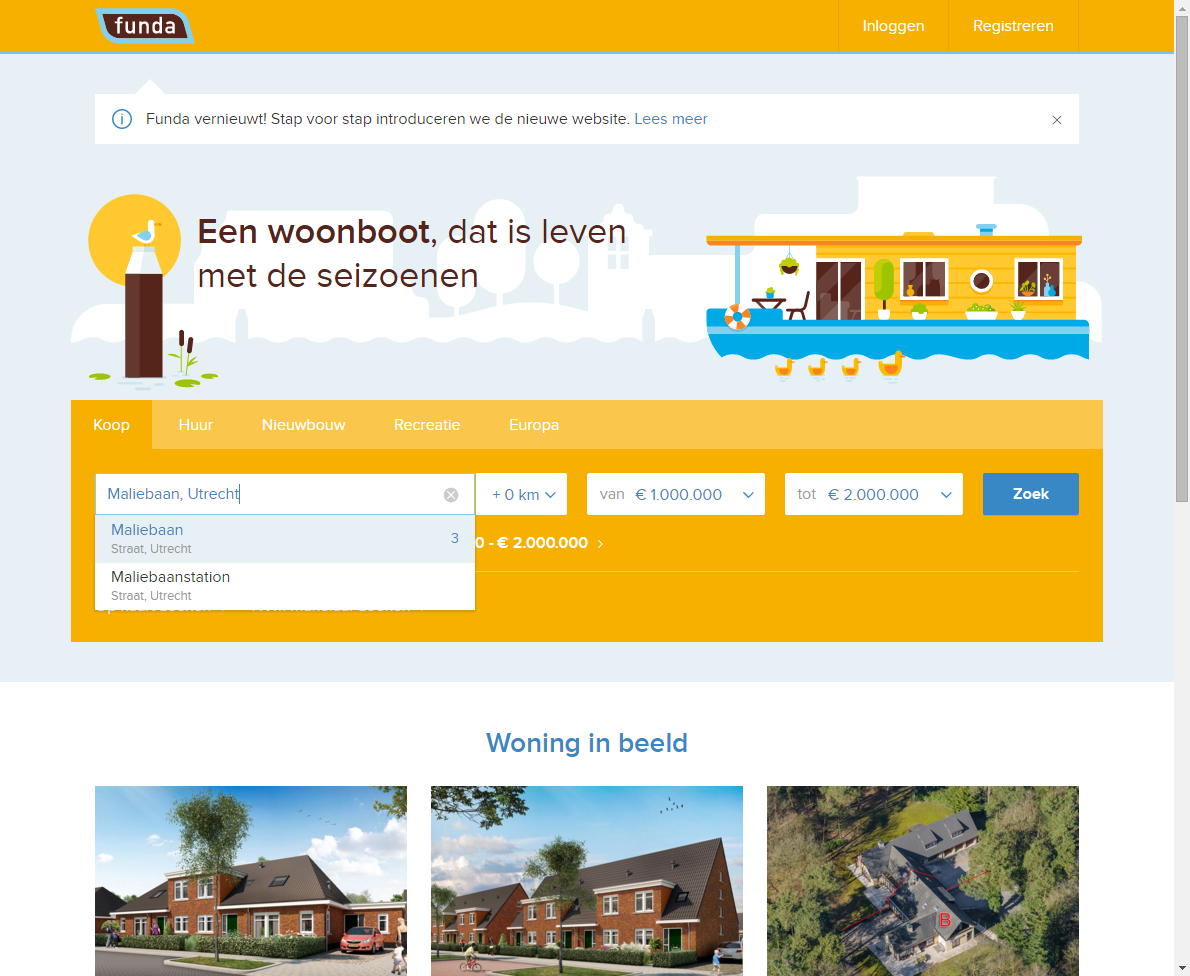 funda
Inloggen
Registreren
Funda vernieuwt! Stap voor stap introduceren we de nieuwe website. Lees meer
Een woonboot, dat is leven
met de seizoenen
Koop
Huur
Nieuwbouw
Recreatie
Europa
Maliebaan, Utrecht
+ 0 km
van € 1.000.000
tot € 2.000.000
Zoek
Maliebaan
Straat, Utrecht
3
0 - € 2.000.000
Maliebaanstation
Straat, Utrecht
Woning in beeld
B